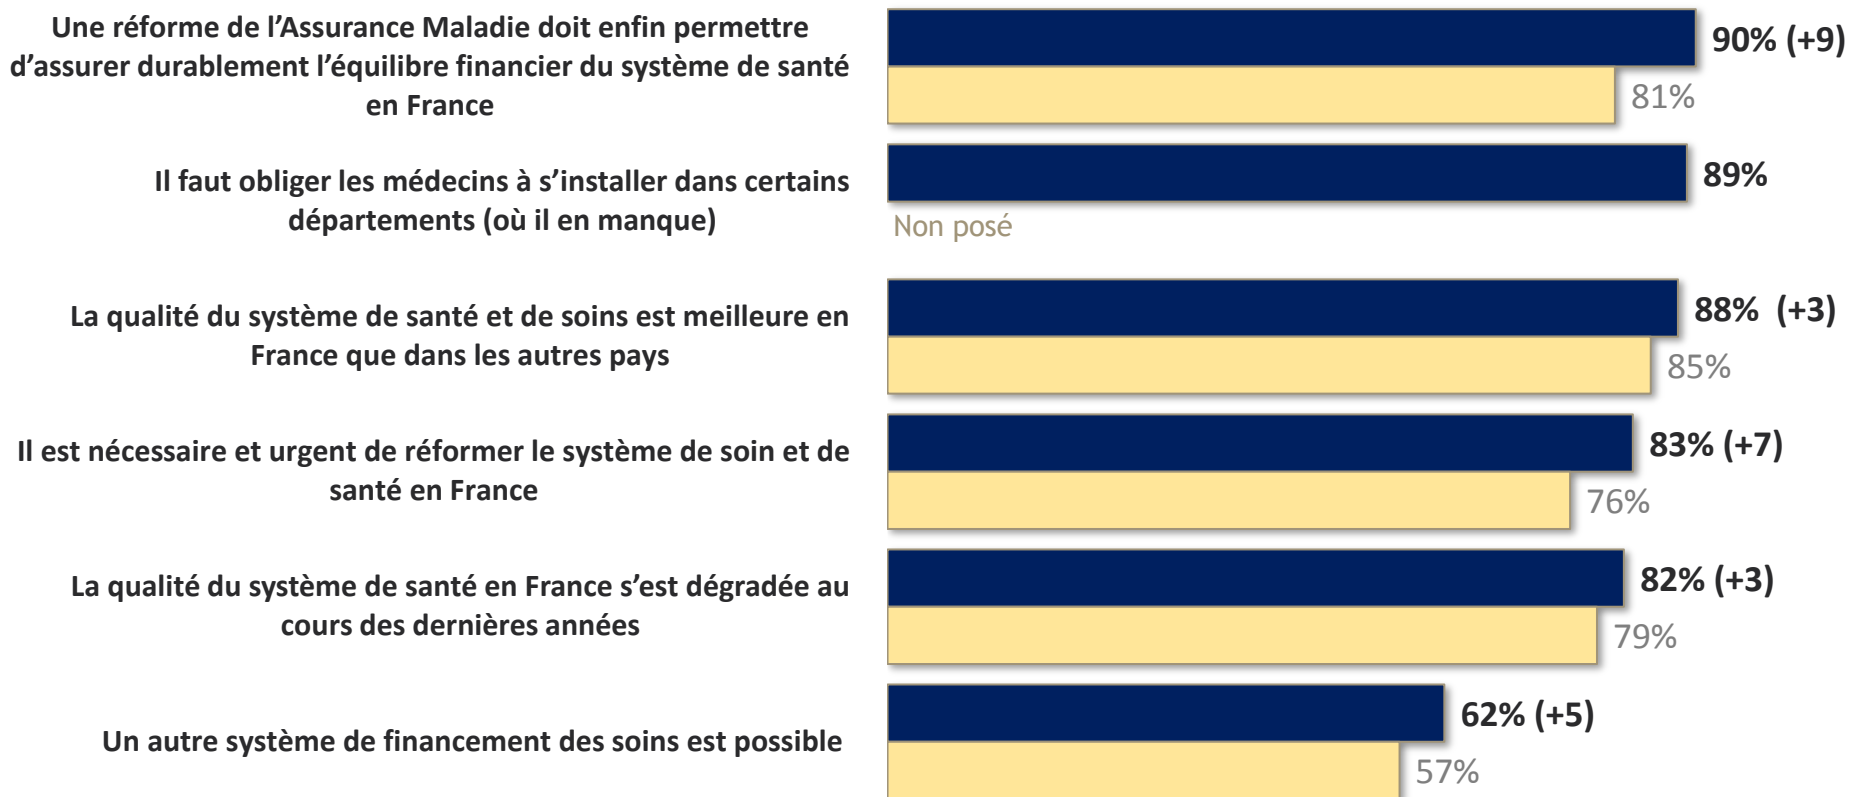 Une réforme de l’Assurance Maladie doit enfin permettre
d’assurer durablement l’équilibre financier du système de santé
en France
90% (+9)
81%
Il faut obliger les médecins à s’installer dans certains
départements (où il en manque)
89%
Non posé
La qualité du système de santé et de soins est meilleure en
France que dans les autres pays
88% (+3)
85%
Il est nécessaire et urgent de réformer le système de soin et de
santé en France
83% (+7)
76%
La qualité du système de santé en France s’est dégradée au
cours des dernières années
82% (+3)
79%
Un autre système de financement des soins est possible
62% (+5)
57%